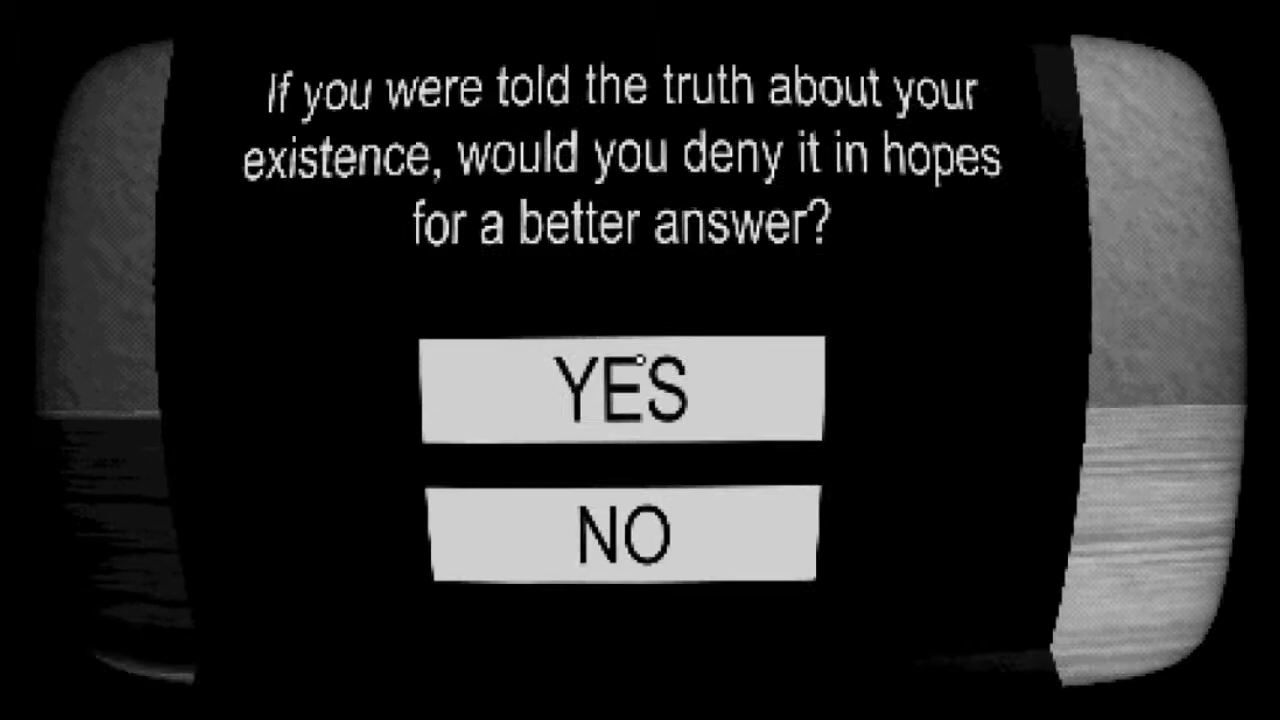 If you were told the truth about your
existence, would you deny it in hopes
for a better answer?
YES
NO